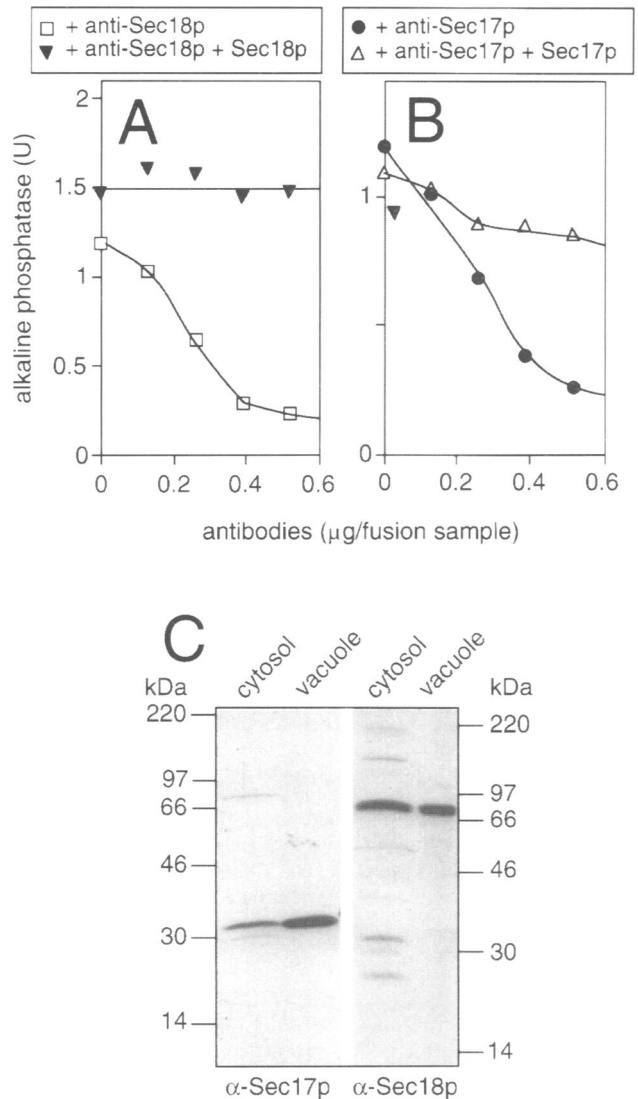 □ + anti-Sec18p
▼ + anti-Sec18p + Sec18p
● + anti-Sec17p
△ + anti-Sec17p + Sec17p
alkaline phosphatase (U)
A
2
1.5
1
0.5
0
0 0.2 0.4 0.6
B
1
0
0 0.2 0.4 0.6
antibodies (µg/fusion sample)
C
cytosol vacuole cytosol vacuole
kDa kDa
220
97
66
46
30
14
220
97
66
46
30
14
α-Sec17p α-Sec18p